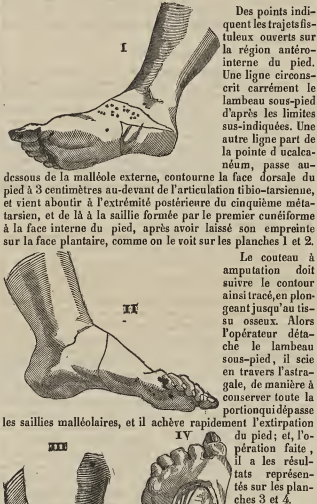 Des points indi-
quent les trajets fis-
tuleux ouverts sur
la région antéro-
interne du pied.
Une ligne circons-
crit carrément le
lambeau sous-pied
d'après les limites
sus-indiquées. Une
autre ligne part de
la pointe d ucalca-
néum, passe au-
I
dessous de la malléole externe, contourne la face dorsale du
pied à 3 centimètres au-devant de l'articulation tibio-tarsienne,
et vient aboutir à l'extrémité postérieure du cinquième méta-
tarsien, et de là à la saillie formée par le premier cunéiforme
à la face interne du pied, après avoir laissé son empreinte
sur la face plantaire, comme on le voit sur les planches 1 et 2.
Le couteau à
amputation doit
suivre le contour
ainsi tracé, en plon-
geant jusqu'au tis-
su osseux. Alors
l'opérateur déta-
che le lambeau
sous-pied, il scie
en travers l'astra-
gale, de manière à
conserver toute la
portion qui dépasse
II
les saillies malléolaires, et il achève rapidement l'extirpation
du pied; et, l'o-
pération faite,
il a les résul-
tats représen-
tés sur les plan-
ches 3 et 4.
III
IV